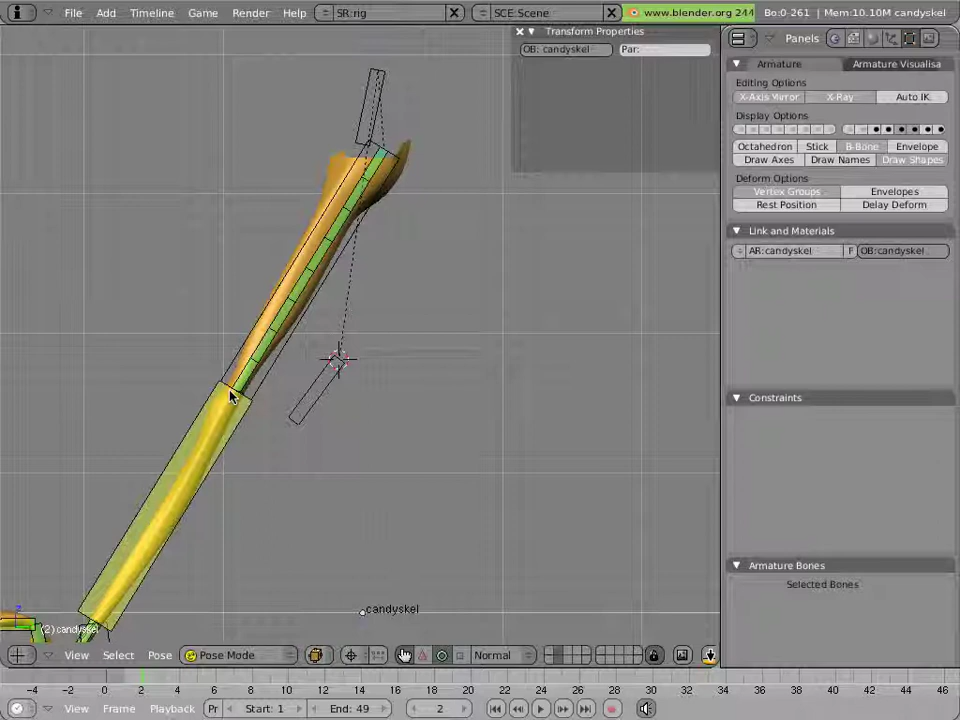 File Add Timeline Game Render Help SR:rig SCE:Scene www.blender.org 244 Bo:0-261 | Mem:10.10M candyskel
Transform Properties
OB: candyskel Par:
Panels
Armature Armature Visualisa
Editing Options
X-Axis Mirror X-Ray Auto IK
Display Options
Octahedron Stick B-Bone Envelope
Draw Axes Draw Names Draw Shapes
Deform Options
Vertex Groups Envelopes
Rest Position Delay Deform
Link and Materials
AR:candyskel F OB:candyskel
Constraints
Armature Bones
Selected Bones
candyskel
(2) candyskel
View Select Pose Pose Mode Normal
-4 -2 0 2 4 6 8 10 12 14 16 18 20 22 24 26 28 30 32 34 36 38 40 42 44 46
View Frame Playback Pr Start: 1 End: 49 2